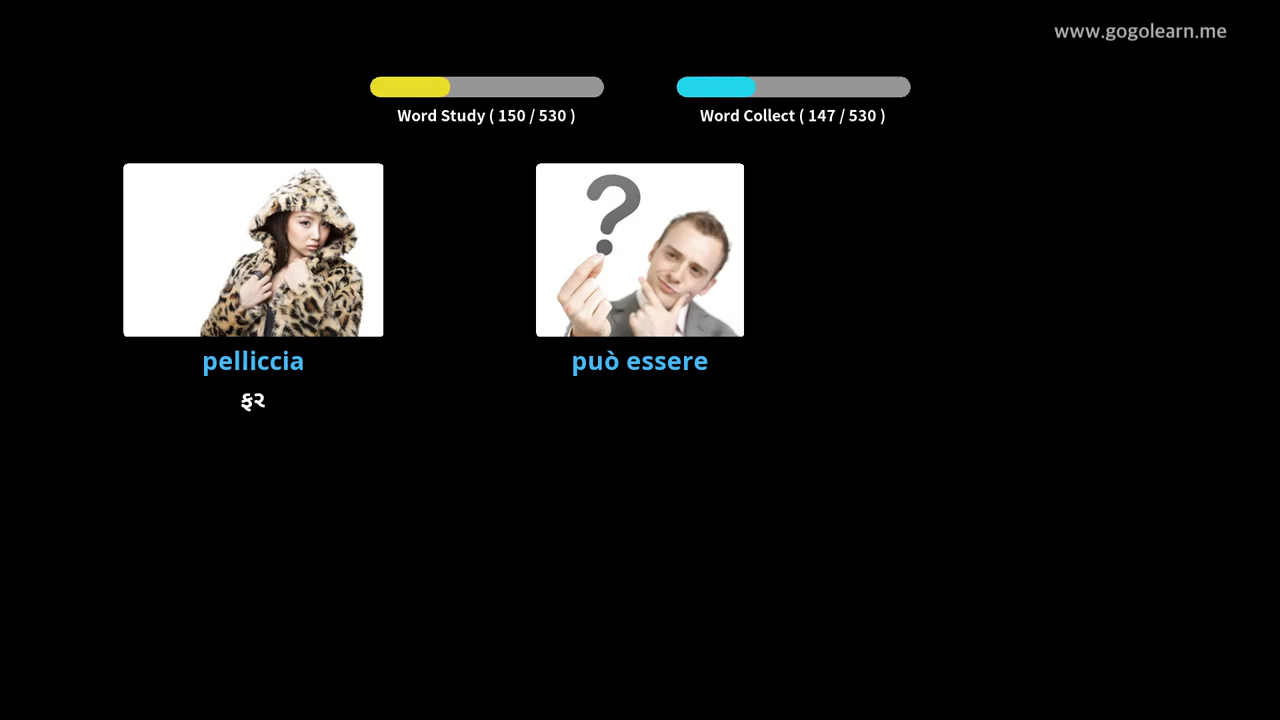 www.gogolearn.me
Word Study ( 150 / 530 )
Word Collect ( 147 / 530 )
pelliccia
ફર
può essere